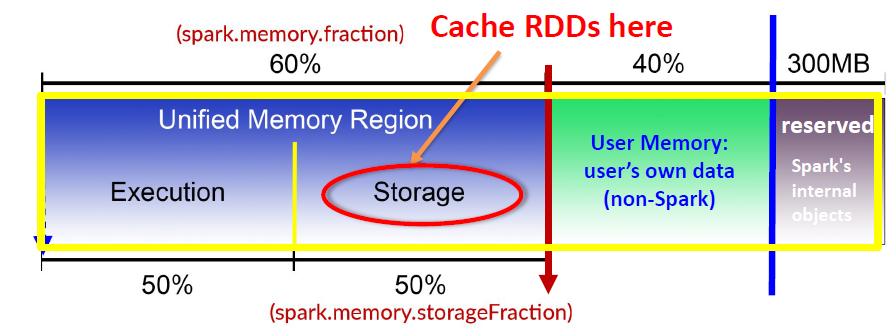 (spark.memory.fraction)
Cache RDDs here
60%
40%
300MB
Unified Memory Region
Execution
Storage
User Memory:
user’s own data
(non-Spark)
reserved
Spark's
internal
objects
50%
50%
(spark.memory.storageFraction)